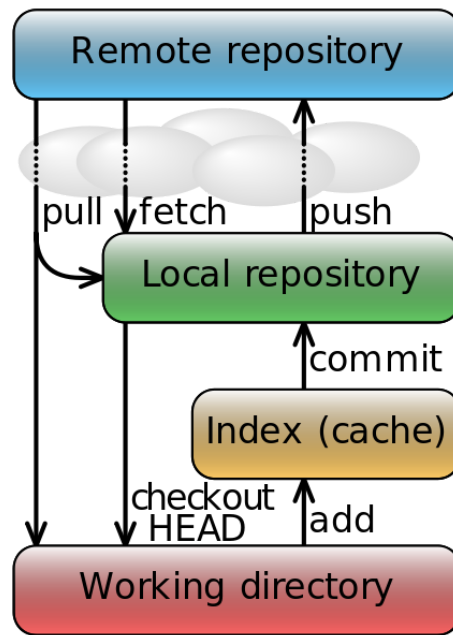 Remote repository
pull fetch push
Local repository
commit
Index (cache)
checkout
HEAD add
Working directory